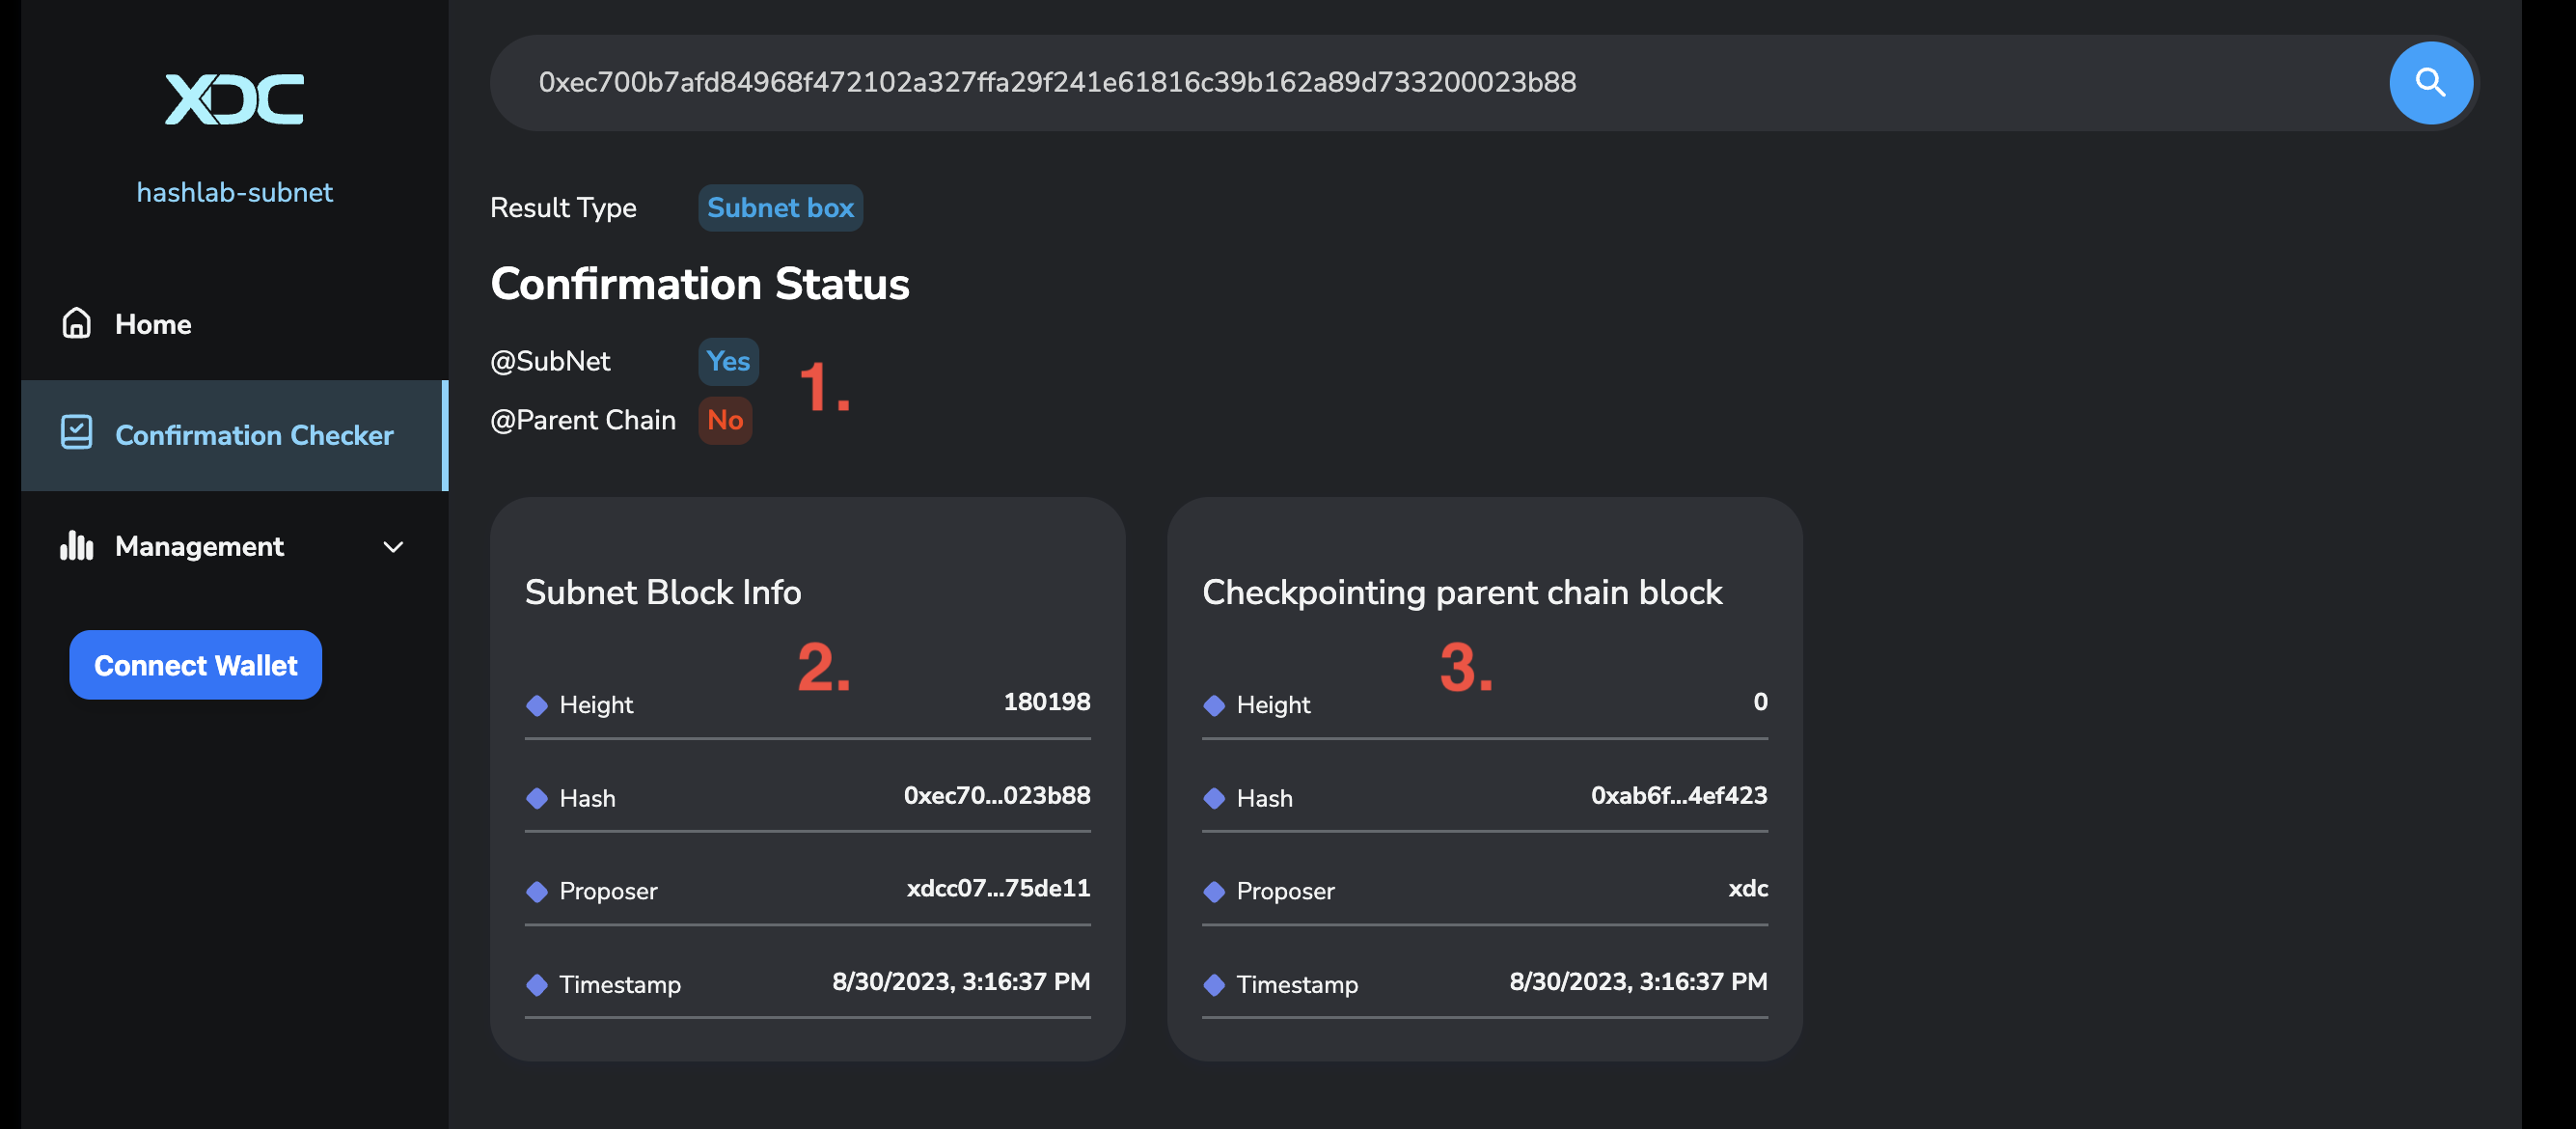 XDC
hashlab-subnet
Home
Confirmation Checker
Management
Connect Wallet
0xec700b7afd84968f472102a327ffa29f241e61816c39b162a89d733200023b88
Result Type Subnet box
Confirmation Status
@SubNet Yes
1.
@Parent Chain No
Subnet Block Info
2.
Height 180198
Hash 0xec70...023b88
Proposer xdcc07...75de11
Timestamp 8/30/2023, 3:16:37 PM
Checkpointing parent chain block
3.
Height 0
Hash 0xab6f...4ef423
Proposer xdc
Timestamp 8/30/2023, 3:16:37 PM